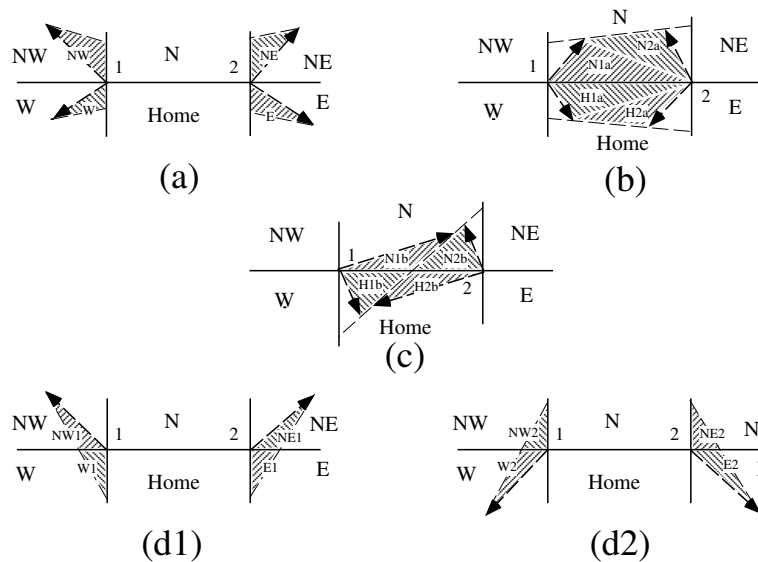 N N
NW NW NE 1 2 NE NW N1a N2a NE
1 2
W W Home E E W H1a H2a E
Home
(a) (b)
N
NW 1 N1b N2b NE
W H1b H2b 2 E
Home
(c)
NW N NE NW N N
NW1 1 2 NE1 NW2 1 2 NE2
W W1 Home E1 E W W2 Home E2
(d1) (d2)